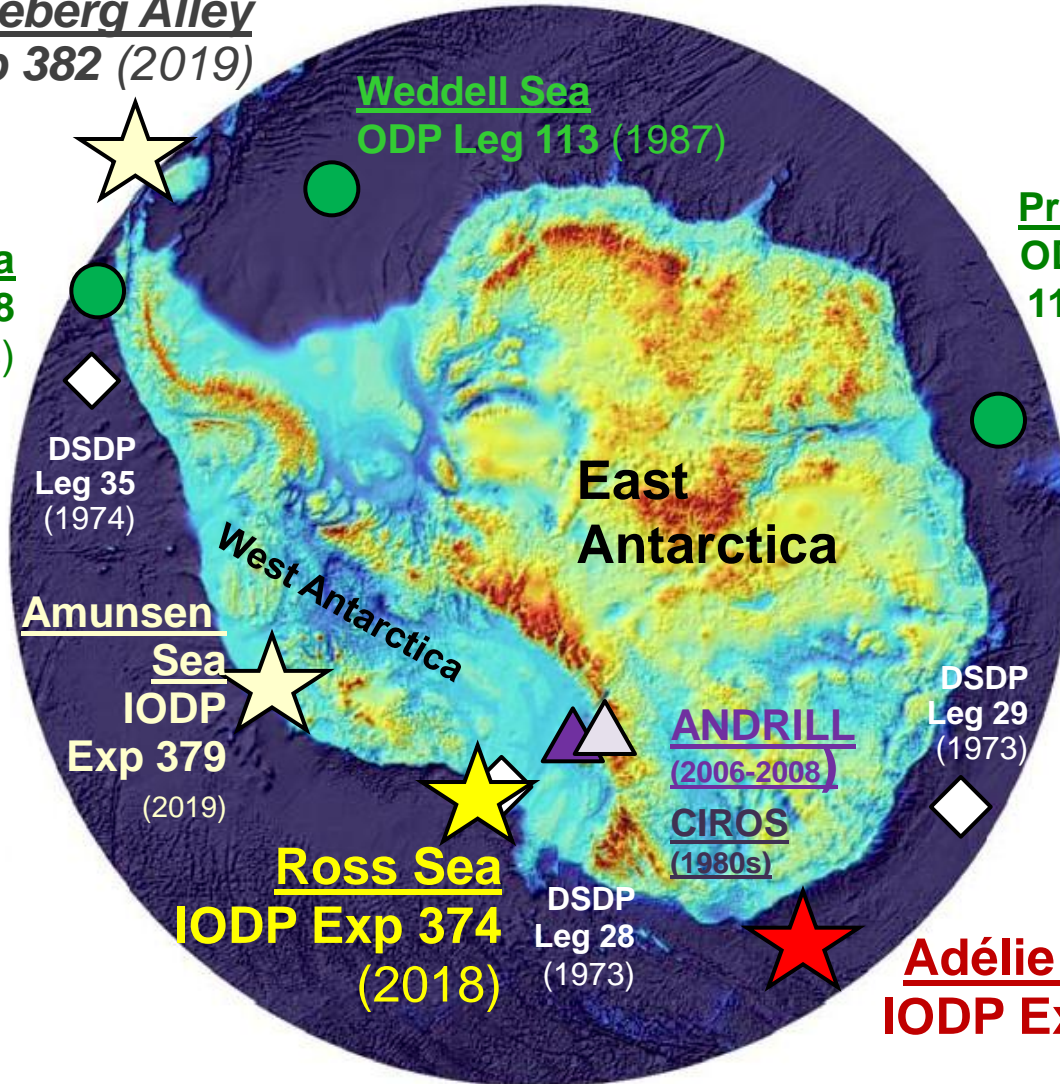 eberg Alley
p 382 (2019)
Weddell Sea
ODP Leg 113 (1987)
Pr
OD
11
a
8
)
DSDP
Leg 35
(1974)
East
Antarctica
West Antarctica
Amunsen
Sea
IODP
Exp 379
(2019)
DSDP
Leg 29
(1973)
ANDRILL
(2006-2008)
CIROS
(1980s)
Ross Sea
IODP Exp 374
(2018)
DSDP
Leg 28
(1973)
Adélie
IODP Ex